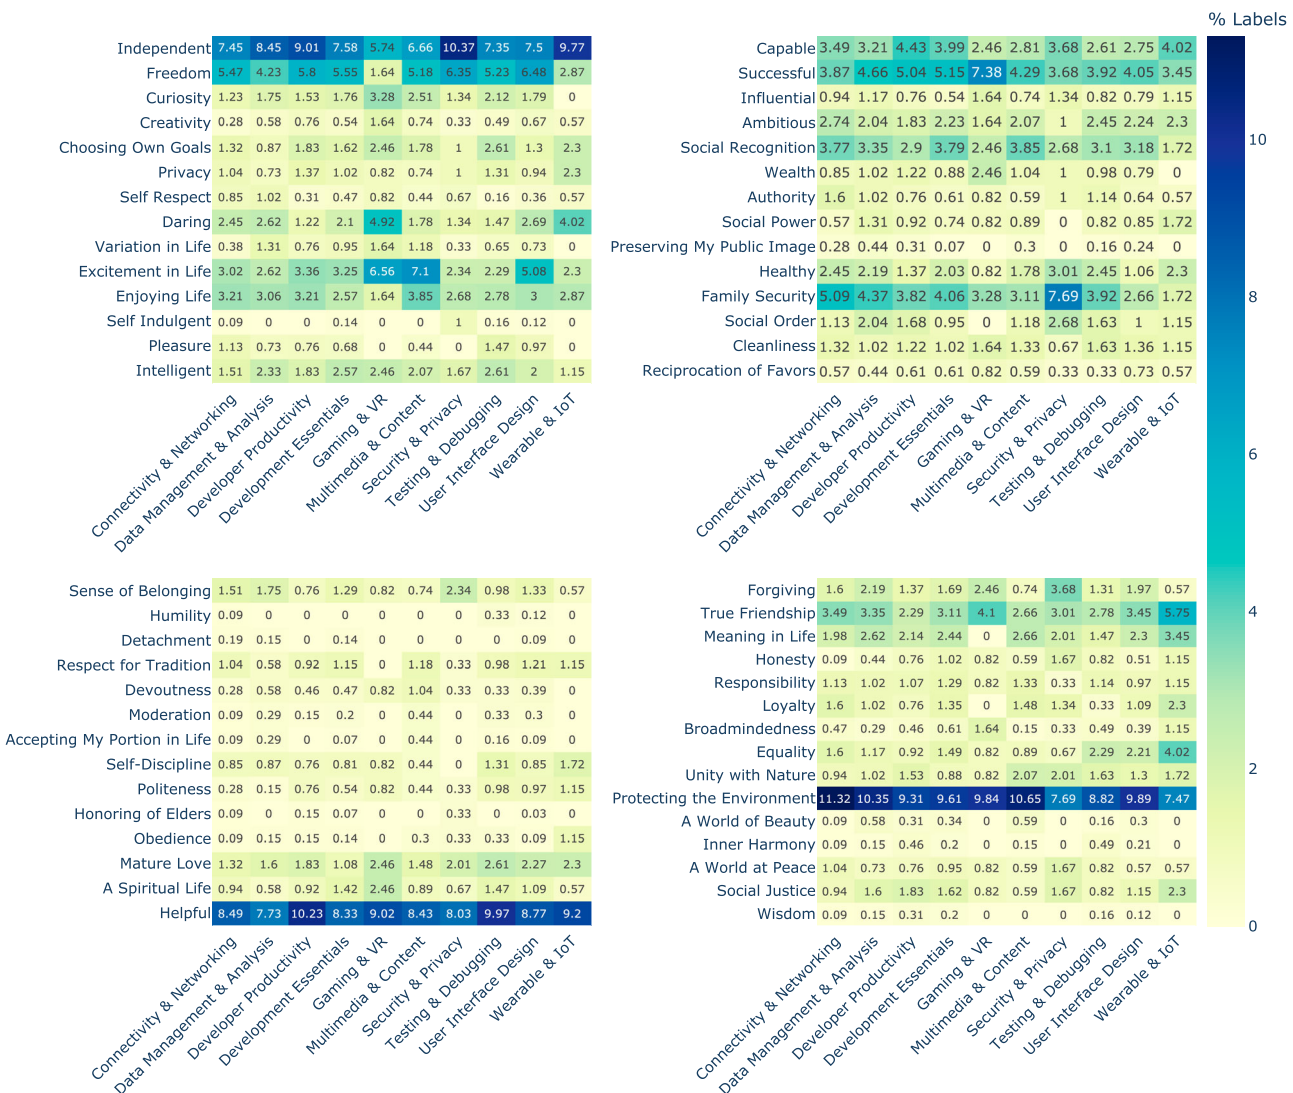 % Labels
Independent 7.45 8.45 9.01 7.58 5.74 6.66 10.37 7.35 7.5 9.77
Freedom 5.47 4.23 5.8 5.55 1.64 5.18 6.35 5.23 6.48 2.87
Curiosity 1.23 1.75 1.53 1.76 3.28 2.51 1.34 2.12 1.79 0
Creativity 0.28 0.58 0.76 0.54 1.64 0.74 0.33 0.49 0.67 0.57
Choosing Own Goals 1.32 0.87 1.83 1.62 2.46 1.78 1 2.61 1.3 2.3
Privacy 1.04 0.73 1.37 1.02 0.82 0.74 1 1.31 0.94 2.3
Self Respect 0.85 1.02 0.31 0.47 0.82 0.44 0.67 0.16 0.36 0.57
Daring 2.45 2.62 1.22 2.1 4.92 1.78 1.34 1.47 2.69 4.02
Variation in Life 0.38 1.31 0.76 0.95 1.64 1.18 0.33 0.65 0.73 0
Excitement in Life 3.02 2.62 3.36 3.25 6.56 7.1 2.34 2.29 5.08 2.3
Enjoying Life 3.21 3.06 3.21 2.57 1.64 3.85 2.68 2.78 3 2.87
Self Indulgent 0.09 0 0 0.14 0 0 1 0.16 0.12 0
Pleasure 1.13 0.73 0.76 0.68 0 0.44 0 1.47 0.97 0
Intelligent 1.51 2.33 1.83 2.57 2.46 2.07 1.67 2.61 2 1.15
Connectivity & Networking
Data Management & Analysis
Developer Productivity
Development Essentials
Gaming & VR
Multimedia & Content
Security & Privacy
Testing & Debugging
User Interface Design
Wearable & IoT
Capable 3.49 3.21 4.43 3.99 2.46 2.81 3.68 2.61 2.75 4.02
Successful 3.87 4.66 5.04 5.15 7.38 4.29 3.68 3.92 4.05 3.45
Influential 0.94 1.17 0.76 0.54 1.64 0.74 1.34 0.82 0.79 1.15
Ambitious 2.74 2.04 1.83 2.23 1.64 2.07 1 2.45 2.24 2.3
Social Recognition 3.77 3.35 2.9 3.79 2.46 3.85 2.68 3.1 3.18 1.72
Wealth 0.85 1.02 1.22 0.88 2.46 1.04 1 0.98 0.79 0
Authority 1.6 1.02 0.76 0.61 0.82 0.59 1 1.14 0.64 0.57
Social Power 0.57 1.31 0.92 0.74 0.82 0.89 0 0.82 0.85 1.72
Preserving My Public Image 0.28 0.44 0.31 0.07 0 0.3 0 0.16 0.24 0
Healthy 2.45 2.19 1.37 2.03 0.82 1.78 3.01 2.45 1.06 2.3
Family Security 5.09 4.37 3.82 4.06 3.28 3.11 7.69 3.92 2.66 1.72
Social Order 1.13 2.04 1.68 0.95 0 1.18 2.68 1.63 1 1.15
Cleanliness 1.32 1.02 1.22 1.02 1.64 1.33 0.67 1.63 1.36 1.15
Reciprocation of Favors 0.57 0.44 0.61 0.61 0.82 0.59 0.33 0.33 0.73 0.57
Connectivity & Networking
Data Management & Analysis
Developer Productivity
Development Essentials
Gaming & VR
Multimedia & Content
Security & Privacy
Testing & Debugging
User Interface Design
Wearable & IoT
Sense of Belonging 1.51 1.75 0.76 1.29 0.82 0.74 2.34 0.98 1.33 0.57
Humility 0.09 0 0 0 0 0 0 0.33 0.12 0
Detachment 0.19 0.15 0 0.14 0 0 0 0 0.09 0
Respect for Tradition 1.04 0.58 0.92 1.15 0 1.18 0.33 0.98 1.21 1.15
Devoutness 0.28 0.58 0.46 0.47 0.82 1.04 0.33 0.33 0.39 0
Moderation 0.09 0.29 0.15 0.2 0 0.44 0 0.33 0.3 0
Accepting My Portion in Life 0.09 0.29 0 0.07 0 0.44 0 0.16 0.09 0
Self-Discipline 0.85 0.87 0.76 0.81 0.82 0.44 0 1.31 0.85 1.72
Politeness 0.28 0.15 0.76 0.54 0.82 0.44 0.33 0.98 0.97 1.15
Honoring of Elders 0.09 0 0.15 0.07 0 0 0.33 0 0.03 0
Obedience 0.09 0.15 0.15 0.14 0 0.3 0.33 0.33 0.09 1.15
Mature Love 1.32 1.6 1.83 1.08 2.46 1.48 2.01 2.61 2.27 2.3
A Spiritual Life 0.94 0.58 0.92 1.42 2.46 0.89 0.67 1.47 1.09 0.57
Helpful 8.49 7.73 10.23 8.33 9.02 8.43 8.03 9.97 8.77 9.2
Connectivity & Networking
Data Management & Analysis
Developer Productivity
Development Essentials
Gaming & VR
Multimedia & Content
Security & Privacy
Testing & Debugging
User Interface Design
Wearable & IoT
Forgiving 1.6 2.19 1.37 1.69 2.46 0.74 3.68 1.31 1.97 0.57
True Friendship 3.49 3.35 2.29 3.11 4.1 2.66 3.01 2.78 3.45 5.75
Meaning in Life 1.98 2.62 2.14 2.44 0 2.66 2.01 1.47 2.3 3.45
Honesty 0.09 0.44 0.76 1.02 0.82 0.59 1.67 0.82 0.51 1.15
Responsibility 1.13 1.02 1.07 1.29 0.82 1.33 0.33 1.14 0.97 1.15
Loyalty 1.6 1.02 0.76 1.35 0 1.48 1.34 0.33 1.09 2.3
Broadmindedness 0.47 0.29 0.46 0.61 1.64 0.15 0.33 0.49 0.39 1.15
Equality 1.6 1.17 0.92 1.49 0.82 0.89 0.67 2.29 2.21 4.02
Unity with Nature 0.94 1.02 1.53 0.88 0.82 2.07 2.01 1.63 1.3 1.72
Protecting the Environment 11.32 10.35 9.31 9.61 9.84 10.65 7.69 8.82 9.89 7.47
A World of Beauty 0.09 0.58 0.31 0.34 0 0.59 0 0.16 0.3 0
Inner Harmony 0.09 0.15 0.46 0.2 0 0.15 0 0.49 0.21 0
A World at Peace 1.04 0.73 0.76 0.95 0.82 0.59 1.67 0.82 0.57 0.57
Social Justice 0.94 1.6 1.83 1.62 0.82 0.59 1.67 0.82 1.15 2.3
Wisdom 0.09 0.15 0.31 0.2 0 0 0 0.16 0.12 0
Connectivity & Networking
Data Management & Analysis
Developer Productivity
Development Essentials
Gaming & VR
Multimedia & Content
Security & Privacy
Testing & Debugging
User Interface Design
Wearable & IoT
10
8
6
4
2
0